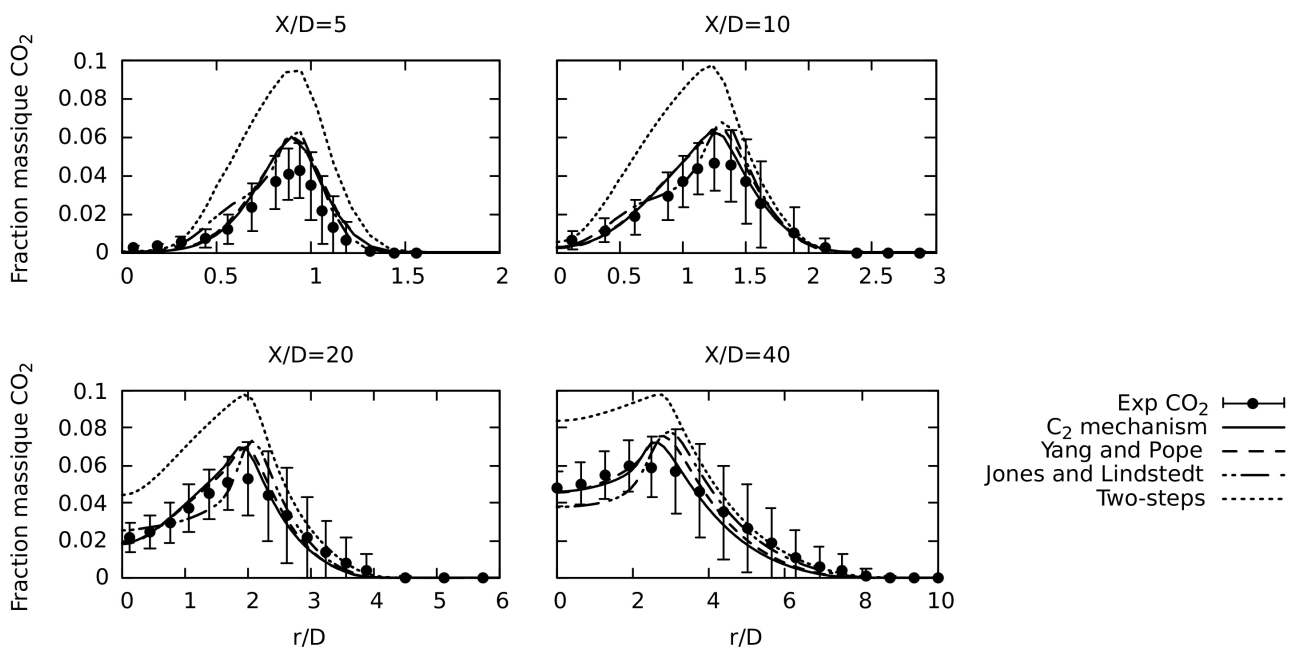 X/D=5
X/D=10
Fraction massique CO2
0.1
0.08
0.06
0.04
0.02
0
0 0.5 1 1.5 2
0 0.5 1 1.5 2 2.5 3
X/D=20
X/D=40
Fraction massique CO2
0.1
0.08
0.06
0.04
0.02
0
0 1 2 3 4 5 6
0 2 4 6 8 10
r/D
r/D
Exp CO2
C2 mechanism
Yang and Pope
Jones and Lindstedt
Two-steps